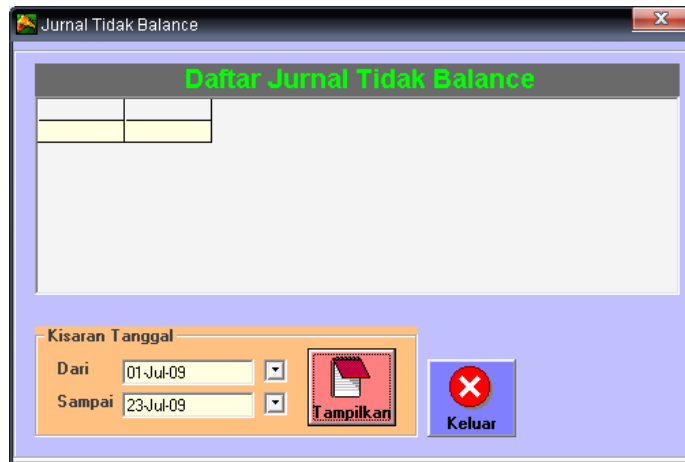 Jurnal Tidak Balance
Daftar Jurnal Tidak Balance
Kisaran Tanggal
Dari 01-Jul-09
Sampai 23-Jul-09
Tampilkan
Keluar